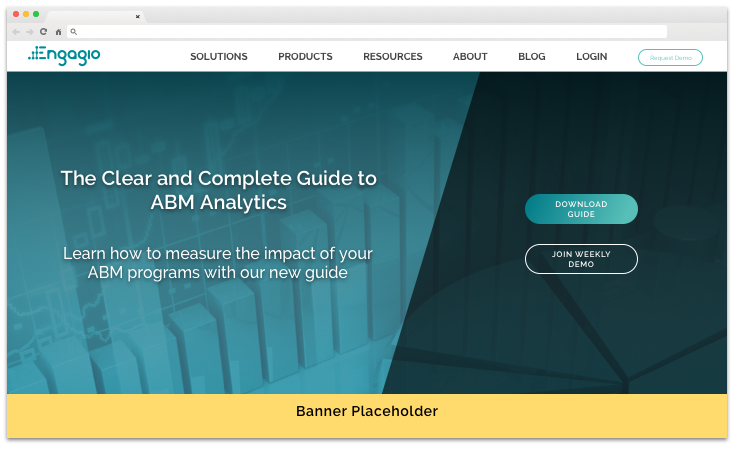 Engagio
SOLUTIONS PRODUCTS RESOURCES ABOUT BLOG LOGIN Request Demo
The Clear and Complete Guide to
ABM Analytics
Learn how to measure the impact of your
ABM programs with our new guide
DOWNLOAD
GUIDE
JOIN WEEKLY
DEMO
Banner Placeholder